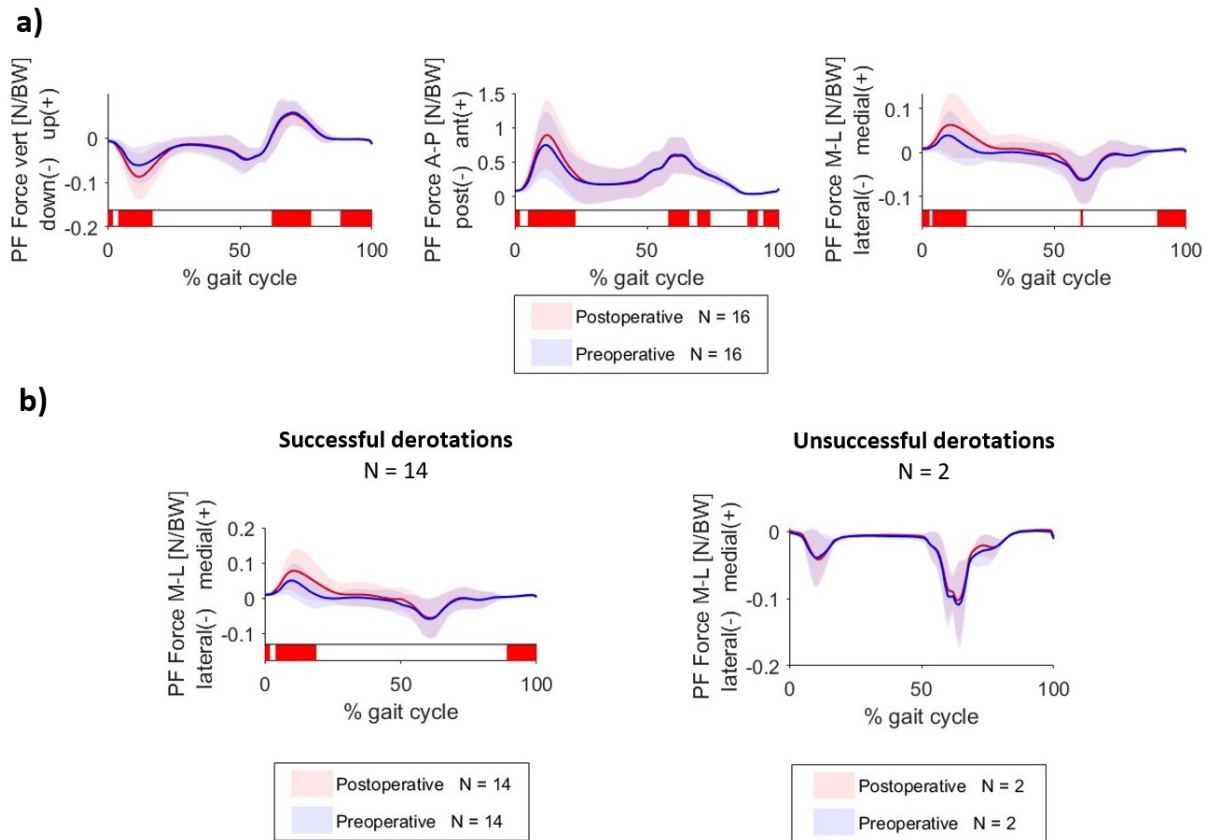 a)
PF Force vert [N/BW]
down(-) up(+)
0
-0.1
-0.2
0 50 100
% gait cycle
PF Force A-P [N/BW]
post(-) ant(+)
1.5
1
0.5
0
0 50 100
% gait cycle
PF Force M-L [N/BW]
lateral(-) medial(+)
0.1
0
-0.1
0 50 100
% gait cycle
Postoperative N = 16
Preoperative N = 16
b)
Successful derotations
N = 14
PF Force M-L [N/BW]
lateral(-) medial(+)
0.2
0.1
0
-0.1
0 50 100
% gait cycle
Postoperative N = 14
Preoperative N = 14
Unsuccessful derotations
N = 2
PF Force M-L [N/BW]
lateral(-) medial(+)
0
-0.1
-0.2
0 50 100
% gait cycle
Postoperative N = 2
Preoperative N = 2